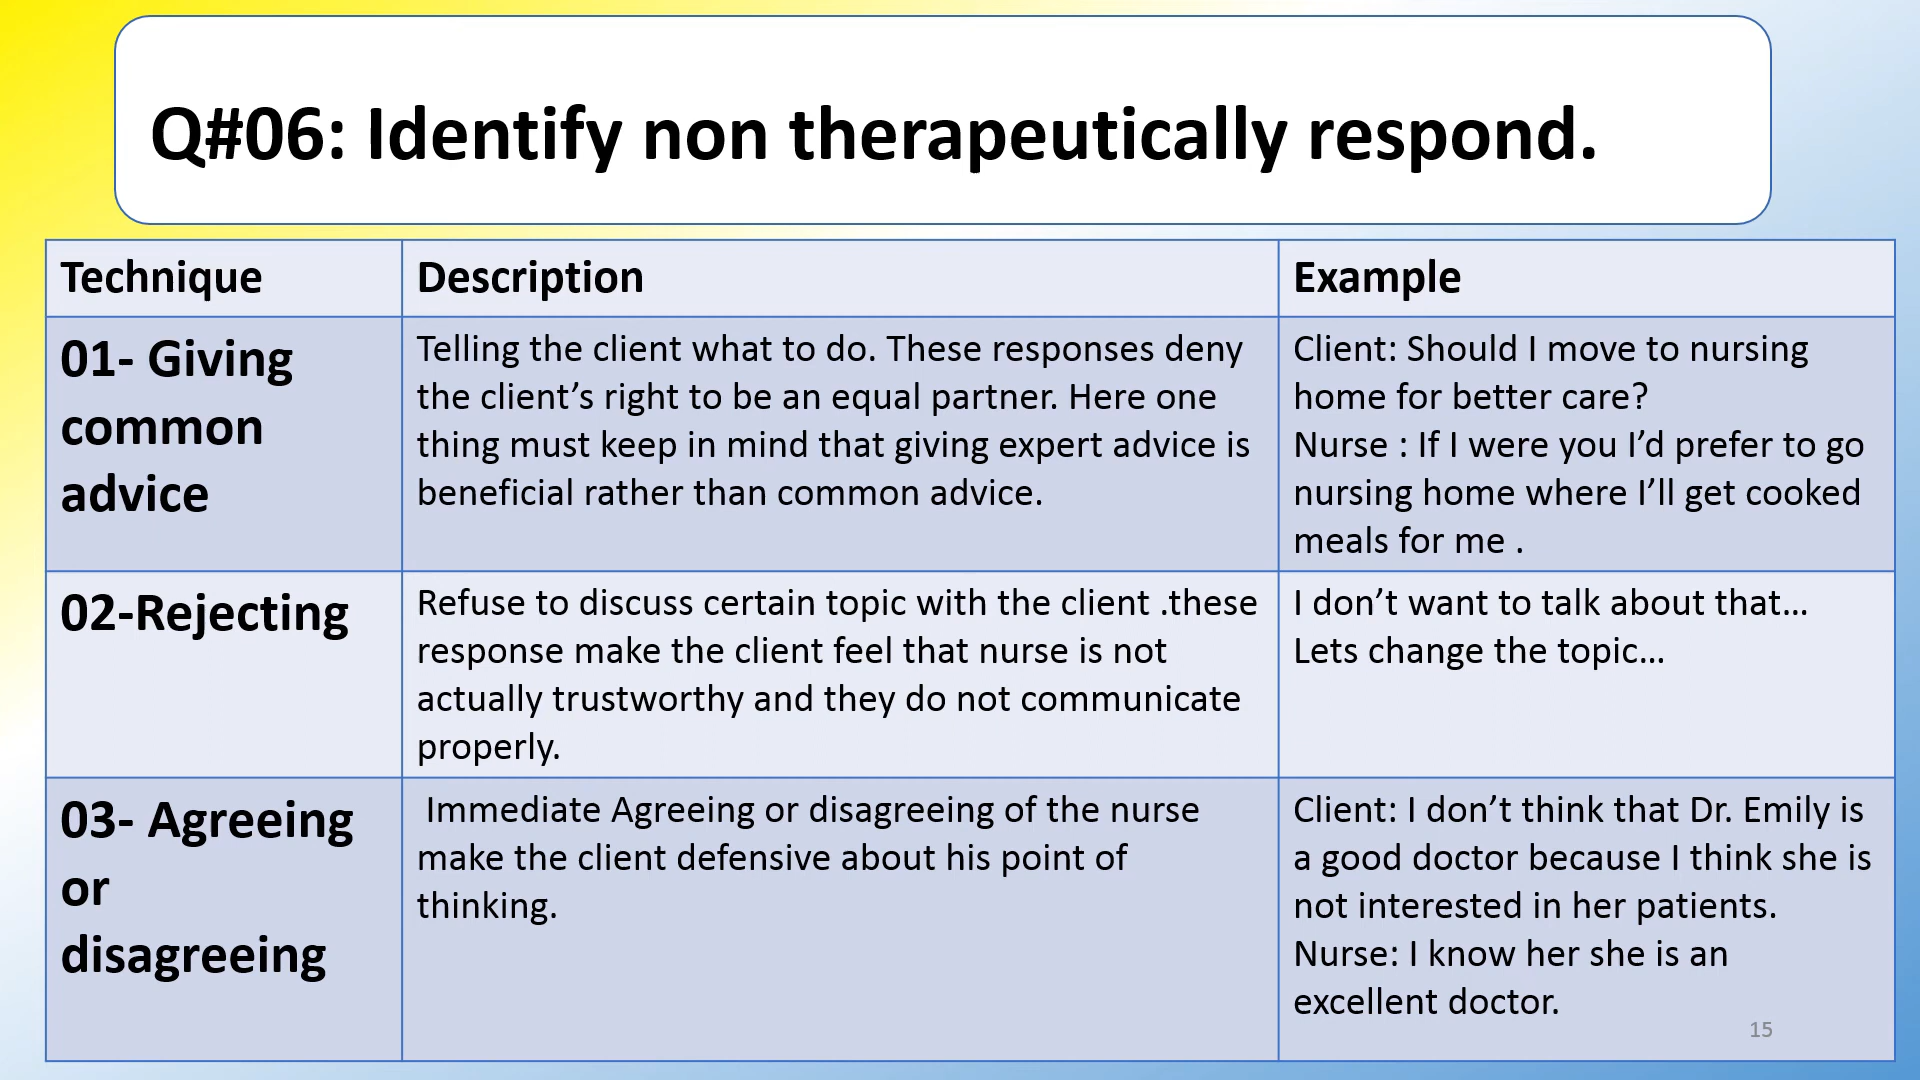 Q#06: Identify non therapeutically respond.
Technique
Description
Example
01- Giving
common
advice
Telling the client what to do. These responses deny
the client’s right to be an equal partner. Here one
thing must keep in mind that giving expert advice is
beneficial rather than common advice.
Client: Should I move to nursing
home for better care?
Nurse : If I were you I’d prefer to go
nursing home where I’ll get cooked
meals for me .
02-Rejecting
Refuse to discuss certain topic with the client .these
response make the client feel that nurse is not
actually trustworthy and they do not communicate
properly.
I don’t want to talk about that…
Lets change the topic…
03- Agreeing
or
disagreeing
Immediate Agreeing or disagreeing of the nurse
make the client defensive about his point of
thinking.
Client: I don’t think that Dr. Emily is
a good doctor because I think she is
not interested in her patients.
Nurse: I know her she is an
excellent doctor.
15